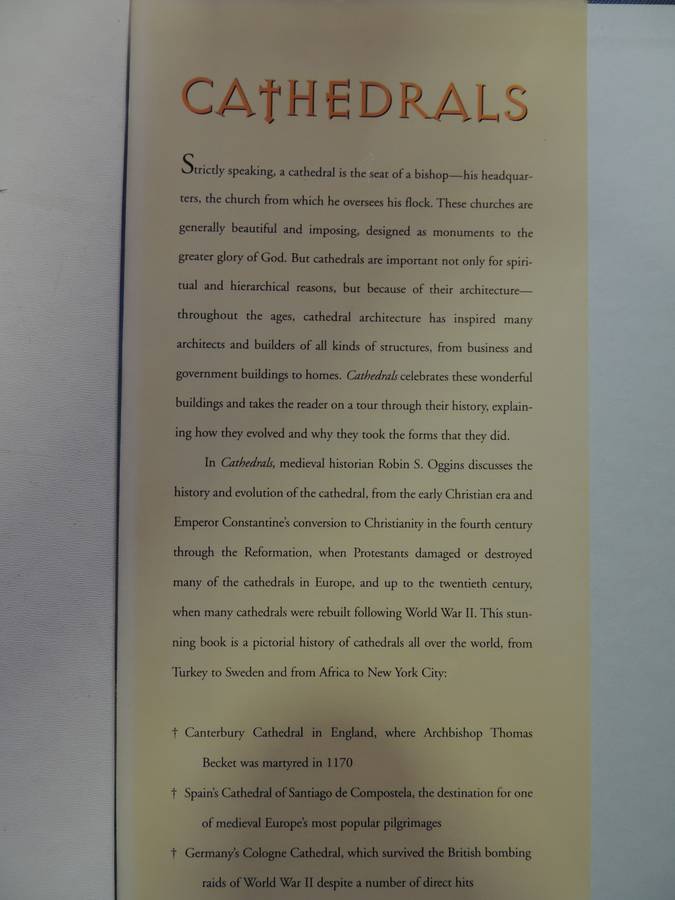 CATHEDRALS
Strictly speaking, a cathedral is the seat of a bishop—his headquar-
ters, the church from which he oversees his flock. These churches are
generally beautiful and imposing, designed as monuments to the
greater glory of God. But cathedrals are important not only for spiri-
tual and hierarchical reasons, but because of their architecture—
throughout the ages, cathedral architecture has inspired many
architects and builders of all kinds of structures, from business and
government buildings to homes. Cathedrals celebrates these wonderful
buildings and takes the reader on a tour through their history, explain-
ing how they evolved and why they took the forms that they did.
In Cathedrals, medieval historian Robin S. Oggins discusses the
history and evolution of the cathedral, from the early Christian era and
Emperor Constantine's conversion to Christianity in the fourth century
through the Reformation, when Protestants damaged or destroyed
many of the cathedrals in Europe, and up to the twentieth century,
when many cathedrals were rebuilt following World War II. This stun-
ning book is a pictorial history of cathedrals all over the world, from
Turkey to Sweden and from Africa to New York City:
† Canterbury Cathedral in England, where Archbishop Thomas
Becket was martyred in 1170
† Spain's Cathedral of Santiago de Compostela, the destination for one
of medieval Europe's most popular pilgrimages
† Germany's Cologne Cathedral, which survived the British bombing
raids of World War II despite a number of direct hits